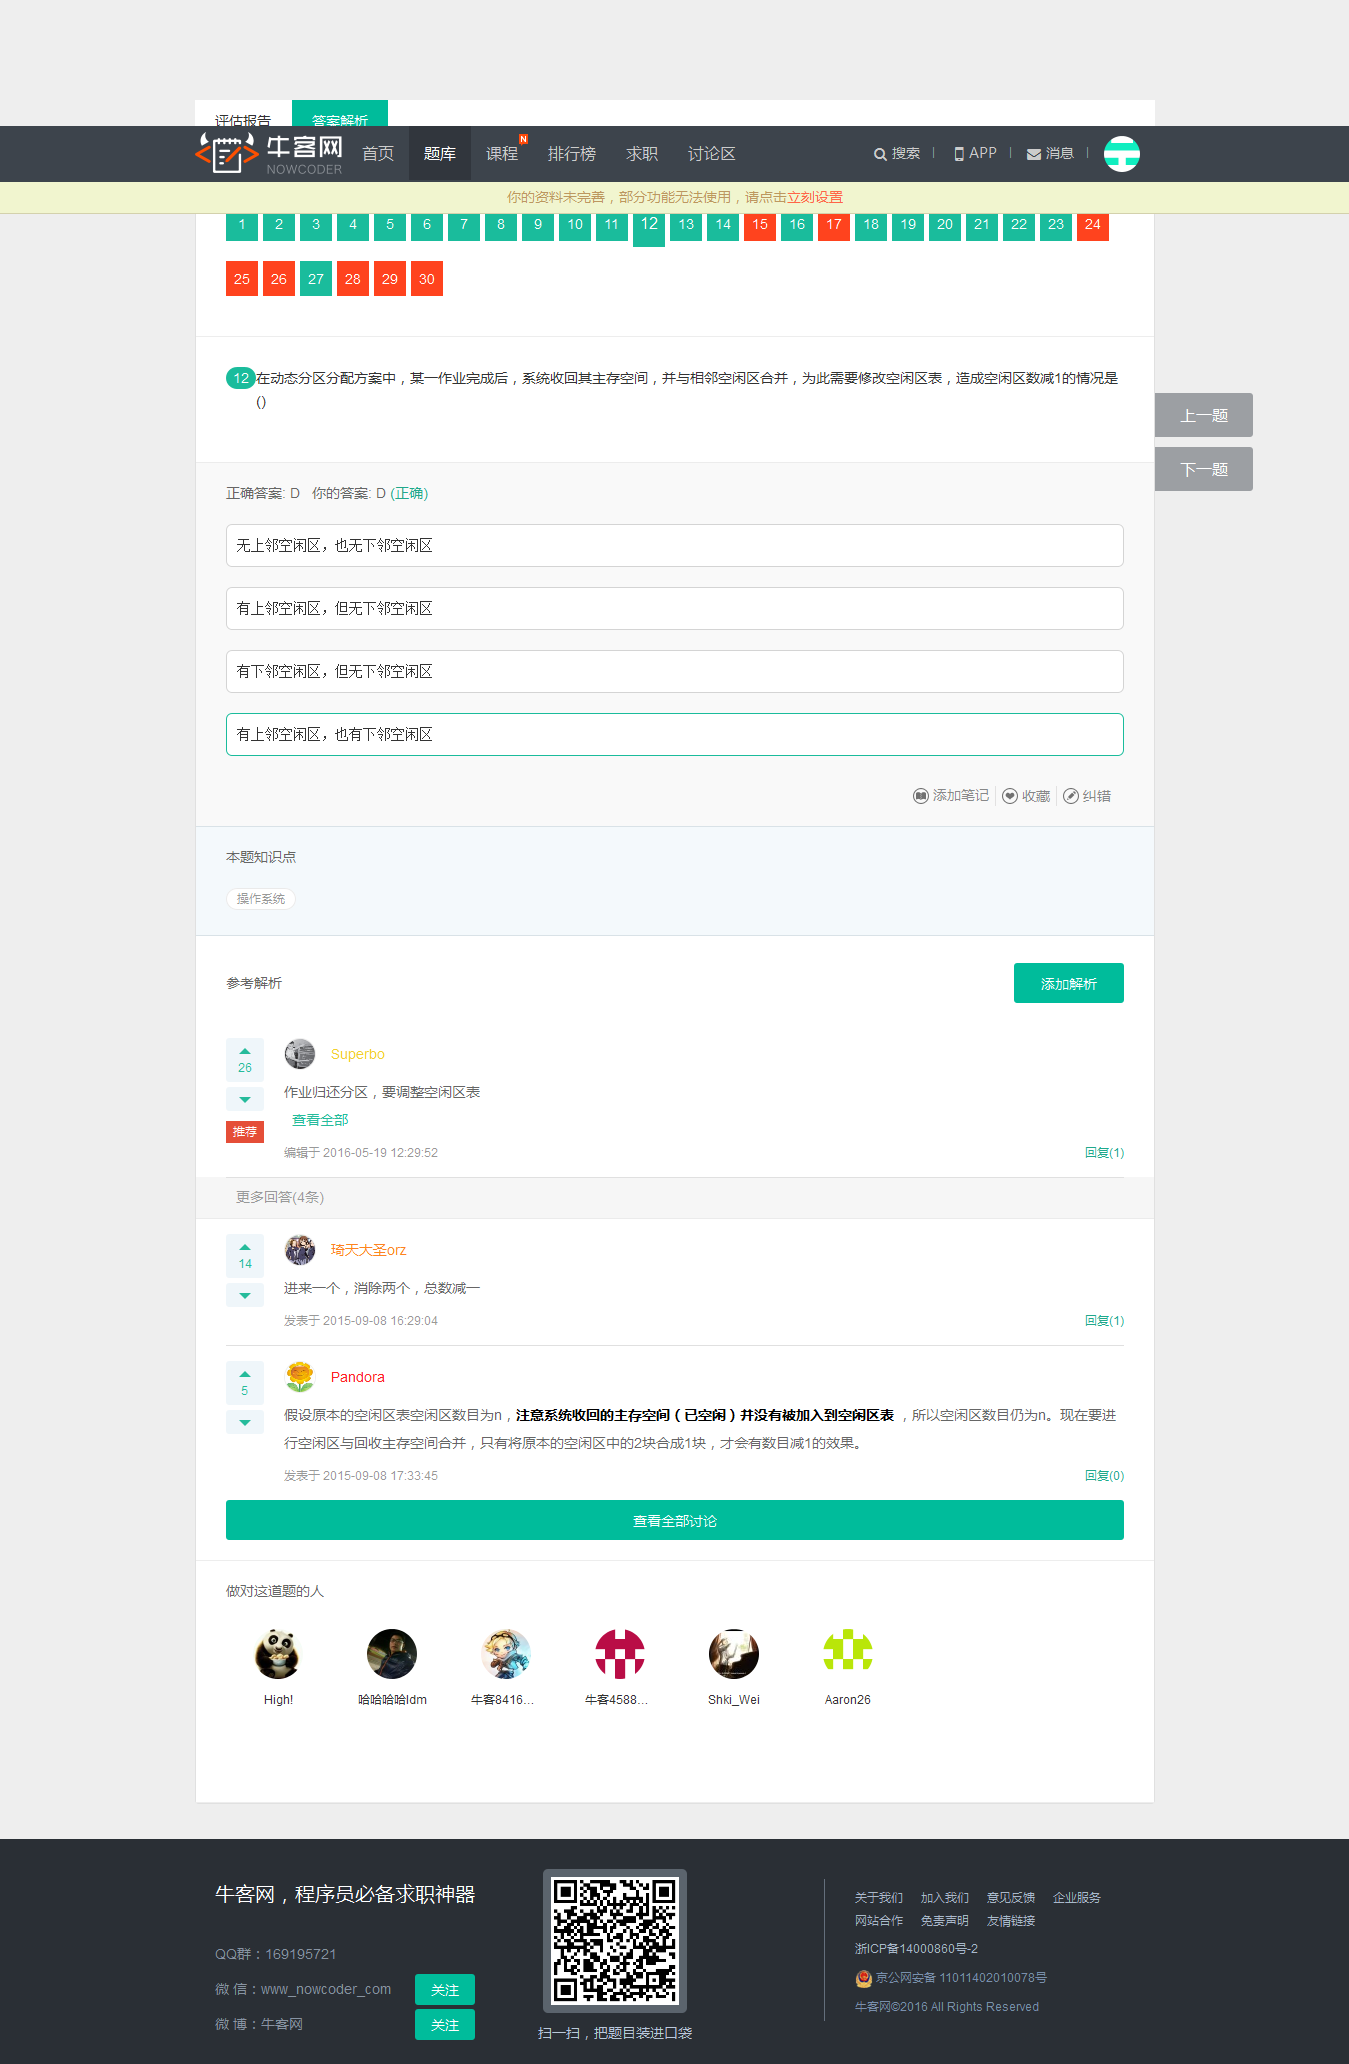 评估报告 答案解析
牛客网 NOWCODER 首页 题库 课程 N 排行榜 求职 讨论区 搜索 APP 消息
你的资料未完善，部分功能无法使用，请点击立刻设置
1 2 3 4 5 6 7 8 9 10 11 12 13 14 15 16 17 18 19 20 21 22 23 24
25 26 27 28 29 30
12 在动态分区分配方案中，某一作业完成后，系统收回其主存空间，并与相邻空闲区合并，为此需要修改空闲区表，造成空闲区数减1的情况是
()
上一题
下一题
正确答案: D 你的答案: D (正确)
无上邻空闲区，也无下邻空闲区
有上邻空闲区，但无下邻空闲区
有下邻空闲区，但无下邻空闲区
有上邻空闲区，也有下邻空闲区
添加笔记 收藏 纠错
本题知识点
操作系统
参考解析 添加解析
26 Superbo
作业归还分区，要调整空闲区表
查看全部
推荐
编辑于 2016-05-19 12:29:52 回复(1)
更多回答(4条)
14 琦天大圣orz
进来一个，消除两个，总数减一
发表于 2015-09-08 16:29:04 回复(1)
5 Pandora
假设原本的空闲区表空闲区数目为n，注意系统收回的主存空间（已空闲）并没有被加入到空闲区表 ，所以空闲区数目仍为n。现在要进
行空闲区与回收主存空间合并，只有将原本的空闲区中的2块合成1块，才会有数目减1的效果。
发表于 2015-09-08 17:33:45 回复(0)
查看全部讨论
做对这道题的人
High! 哈哈哈哈ldm 牛客8416... 牛客4588... Shki_Wei Aaron26
牛客网，程序员必备求职神器
QQ群：169195721
微 信：www_nowcoder_com 关注
微 博：牛客网 关注
扫一扫，把题目装进口袋
关于我们 加入我们 意见反馈 企业服务
网站合作 免责声明 友情链接
浙ICP备14000860号-2
京公网安备 11011402010078号
牛客网©2016 All Rights Reserved